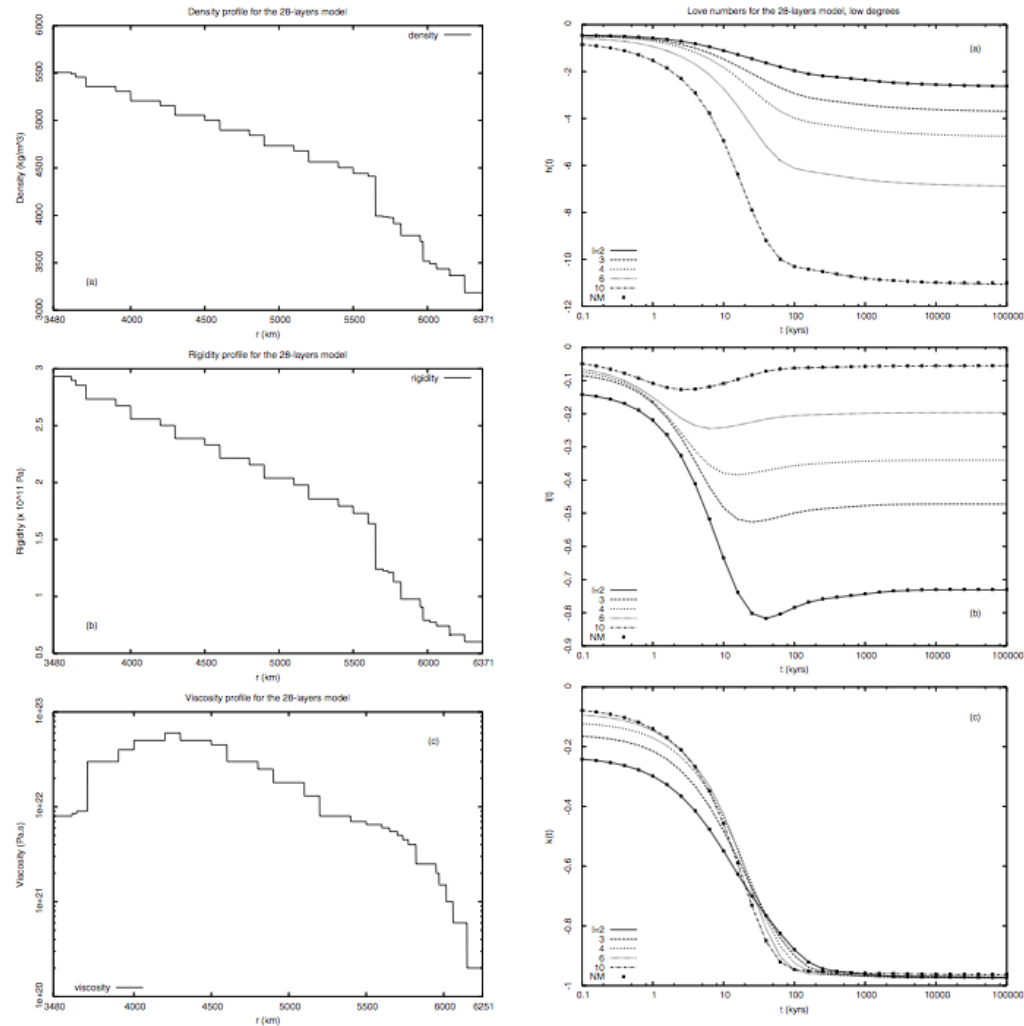 Density profile for the 28-layers model
density
6000
5500
5000
4500
4000
3500
3000
Density (kg/m^3)
(a)
3480 4000 4500 5000 5500 6000 6371
r (km)
Rigidity profile for the 28-layers model
rigidity
3
2.5
2
1.5
1
0.5
Rigidity (x 10^11 Pa)
(b)
3480 4000 4500 5000 5500 6000 6371
r (km)
Viscosity profile for the 28-layers model
(c)
1e+23
1e+22
1e+21
1e+20
Viscosity (Pa.s)
viscosity
3480 4000 4500 5000 5500 6000 6251
r (km)
Love numbers for the 28-layers model, low degrees
(a)
0
-2
-4
-6
-8
-10
-12
h(t)
l=2
3
4
6
10
NM
0.1 1 10 100 1000 10000 100000
t (kyrs)
0
-0.1
-0.2
-0.3
-0.4
-0.5
-0.6
-0.7
-0.8
-0.9
l(t)
l=2
3
4
6
10
NM
(b)
0.1 1 10 100 1000 10000 100000
t (kyrs)
(c)
0
-0.2
-0.4
-0.6
-0.8
-1
k(t)
l=2
3
4
6
10
NM
0.1 1 10 100 1000 10000 100000
t (kyrs)